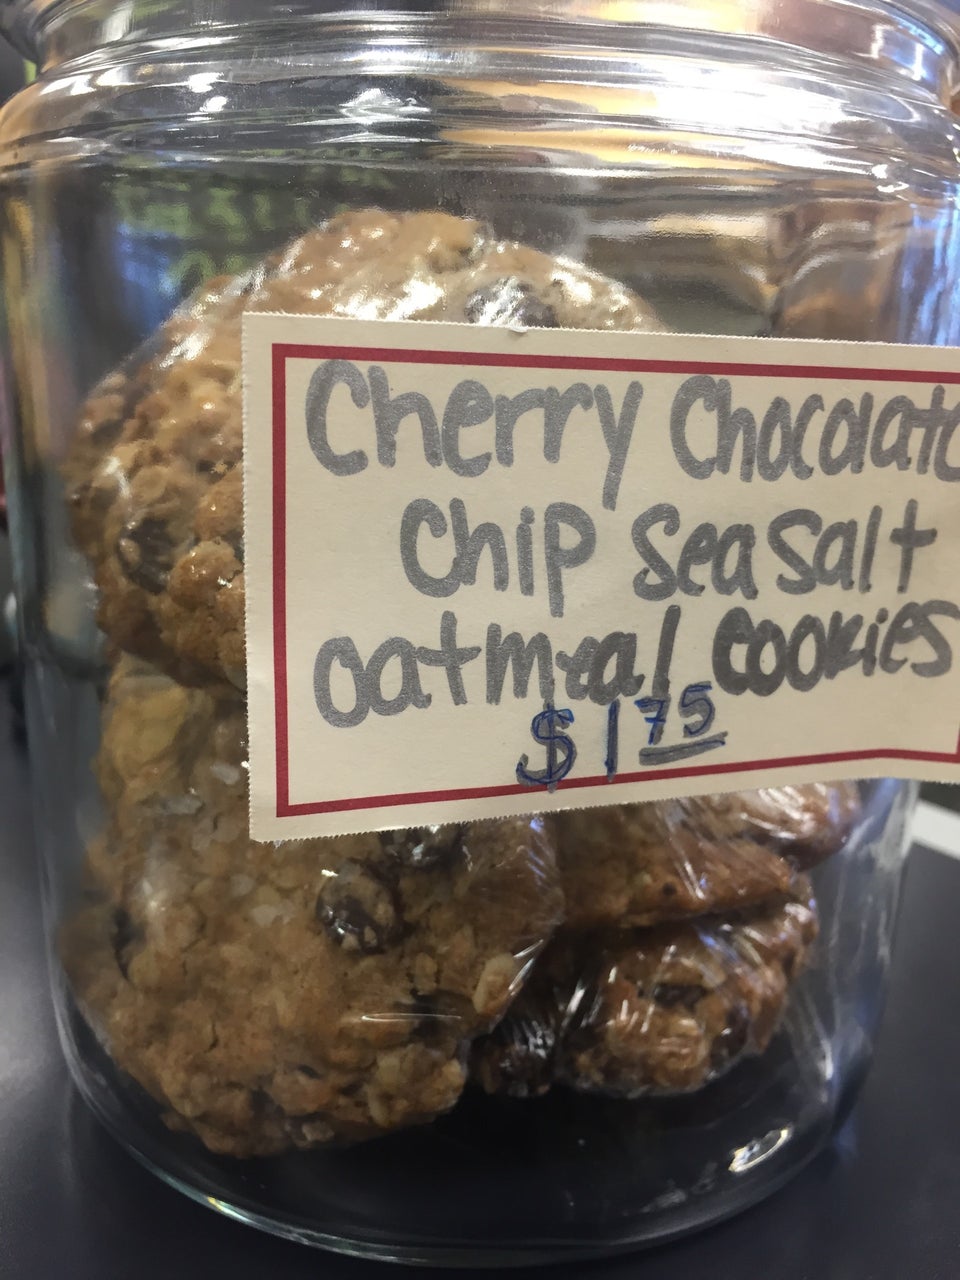 Cherry Chocolate
Chip Sea Salt
oatmeal cookies
$1.75